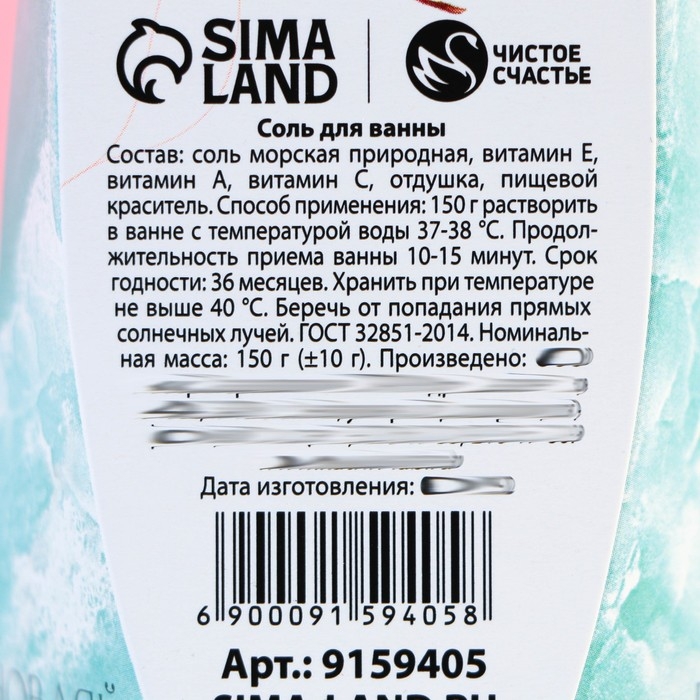 SIMA
LAND
ЧИСТОЕ
СЧАСТЬЕ
Соль для ванны
Состав: соль морская природная, витамин Е,
витамин А, витамин С, отдушка, пищевой
краситель. Способ применения: 150 г растворить
в ванне с температурой воды 37-38 °С. Продол-
жительность приема ванны 10-15 минут. Срок
годности: 36 месяцев. Хранить при температуре
не выше 40 °С. Беречь от попадания прямых
солнечных лучей. ГОСТ 32851-2014. Номиналь-
ная масса: 150 г (±10 г). Произведено:
Дата изготовления:
6 900091 594058
Арт.: 9159405
SIMA-LAND.RU